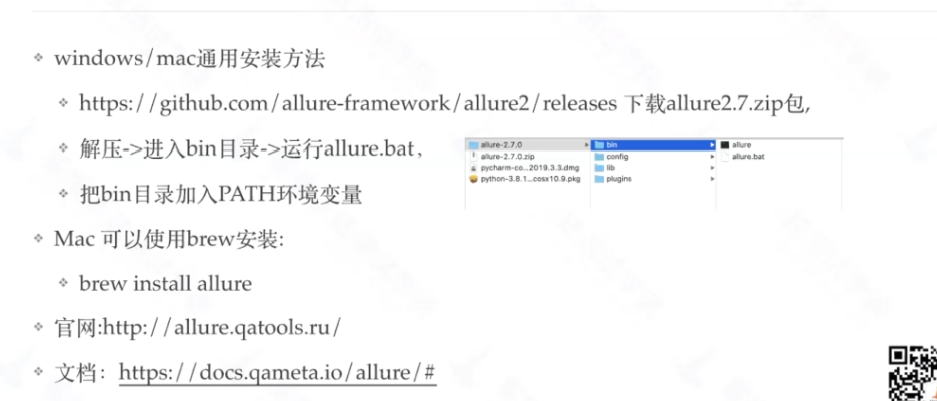 windows/mac通用安装方法
https://github.com/allure-framework/allure2/releases 下载allure2.7.zip包,
解压->进入bin目录->运行allure.bat，
allure-2.7.0
allure-2.7.0.zip
pycharm-co...2019.3.3.dmg
python-3.8.1...cosx10.9.pkg
bin
config
lib
plugins
allure
allure.bat
把bin目录加入PATH环境变量
Mac 可以使用brew安装:
brew install allure
官网:http://allure.qatools.ru/
文档：https://docs.qameta.io/allure/#